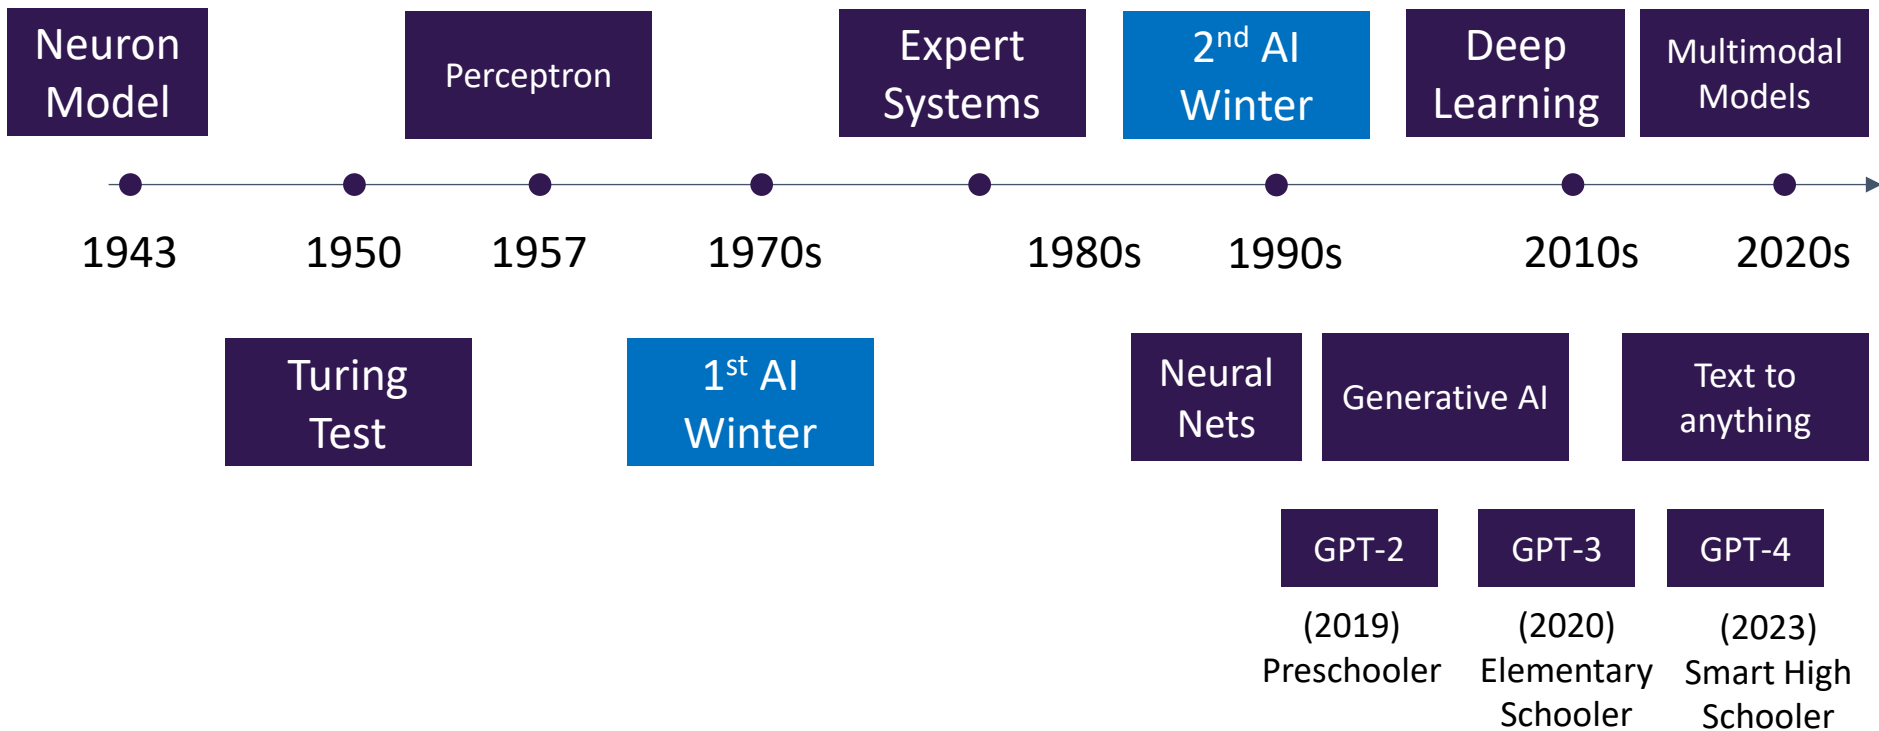 Neuron
Model
Perceptron
Expert
Systems
2nd AI
Winter
Deep
Learning
Multimodal
Models
1943
1950
1957
1970s
1980s
1990s
2010s
2020s
Turing
Test
1st AI
Winter
Neural
Nets
Generative AI
Text to
anything
GPT-2
GPT-3
GPT-4
(2019)
Preschooler
(2020)
Elementary
Schooler
(2023)
Smart High
Schooler